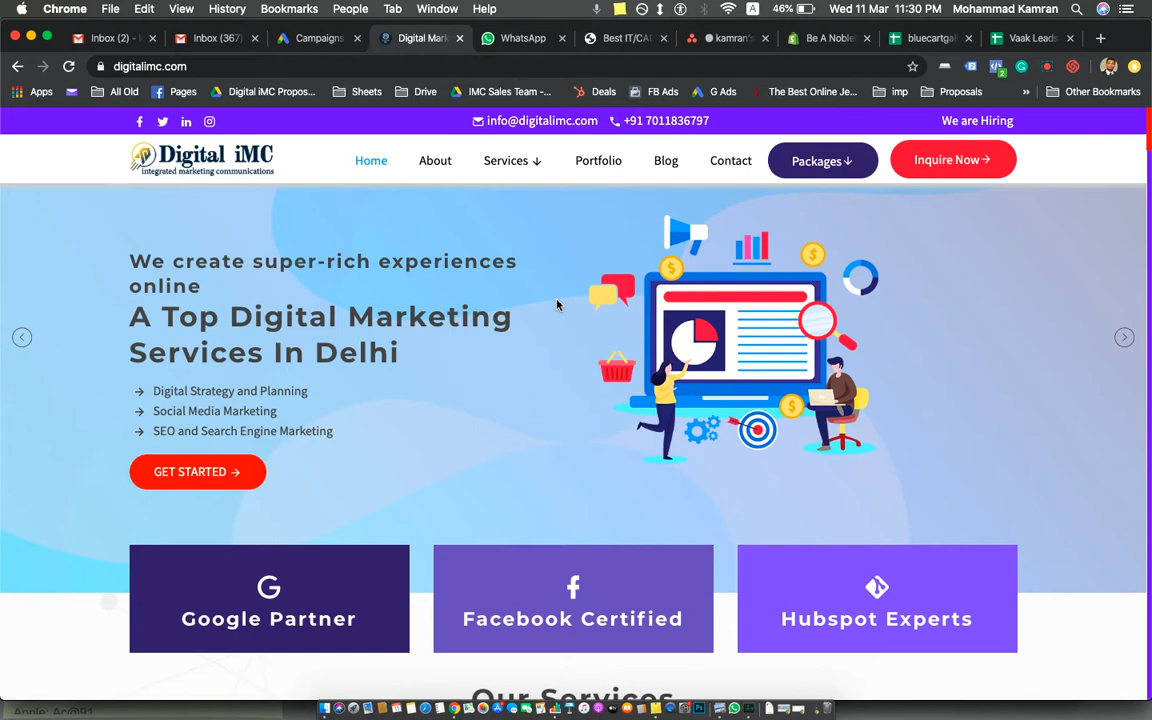 Chrome File Edit View History Bookmarks People Tab Window Help A 46% Wed 11 Mar 11:30 PM Mohammad Kamran
Inbox (2) - Inbox (367) Campaigns Digital Mark WhatsApp Best IT/CA kamran's Be A Noble bluecartga Vaak Leads
digitalimc.com 2
Apps All Old Pages Digital iMC Propos... Sheets Drive IMC Sales Team -... Deals FB Ads G Ads The Best Online Je... imp Proposals » Other Bookmarks
info@digitalimc.com +91 7011836797 We are Hiring
Digital iMC
integrated marketing communications
Home About Services Portfolio Blog Contact Packages Inquire Now
We create super-rich experiences
online
A Top Digital Marketing
Services In Delhi
Digital Strategy and Planning
Social Media Marketing
SEO and Search Engine Marketing
GET STARTED
Google Partner Facebook Certified Hubspot Experts
Our Services